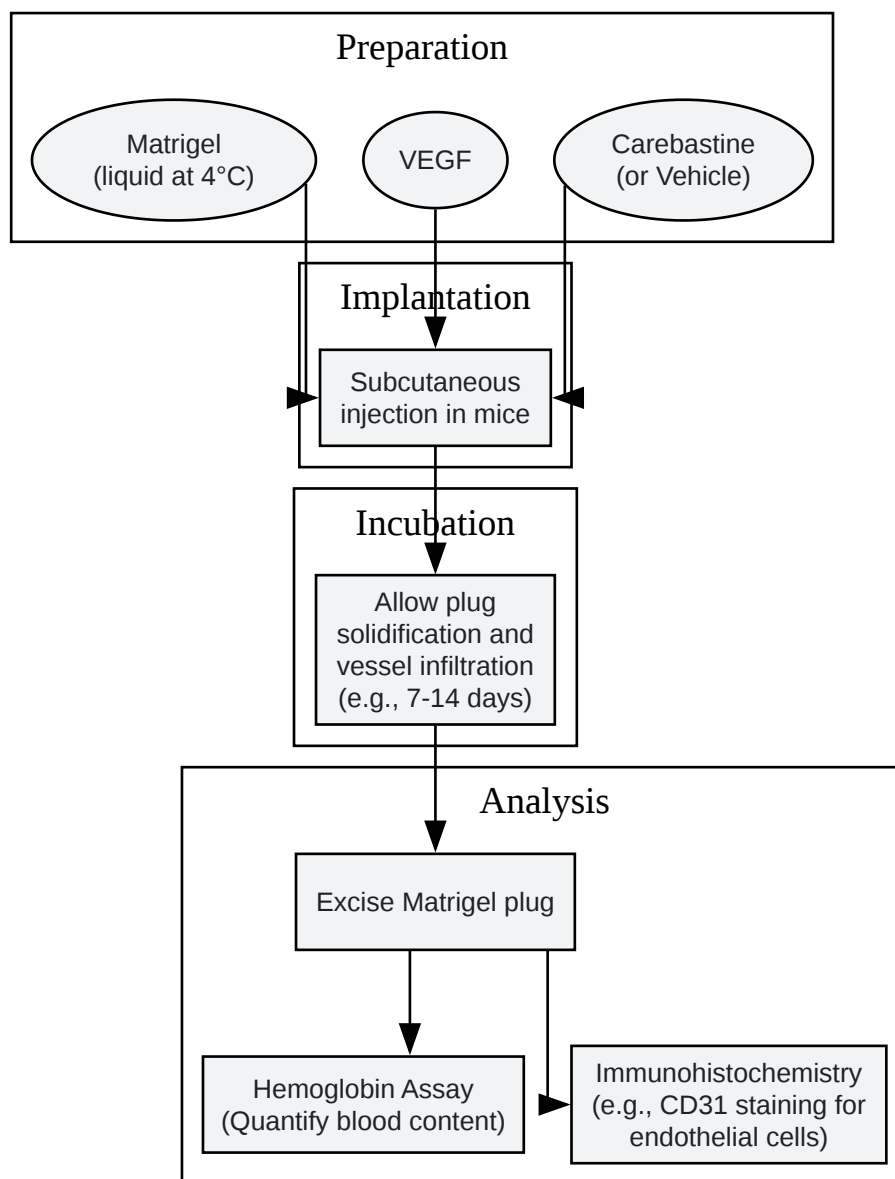 Preparation
Matrigel
(liquid at 4°C)
VEGF
Carebastine
(or Vehicle)
Implantation
Subcutaneous
injection in mice
Incubation
Allow plug
solidification and
vessel infiltration
(e.g., 7-14 days)
Analysis
Excise Matrigel plug
Hemoglobin Assay
(Quantify blood content)
Immunohistochemistry
(e.g., CD31 staining for
endothelial cells)